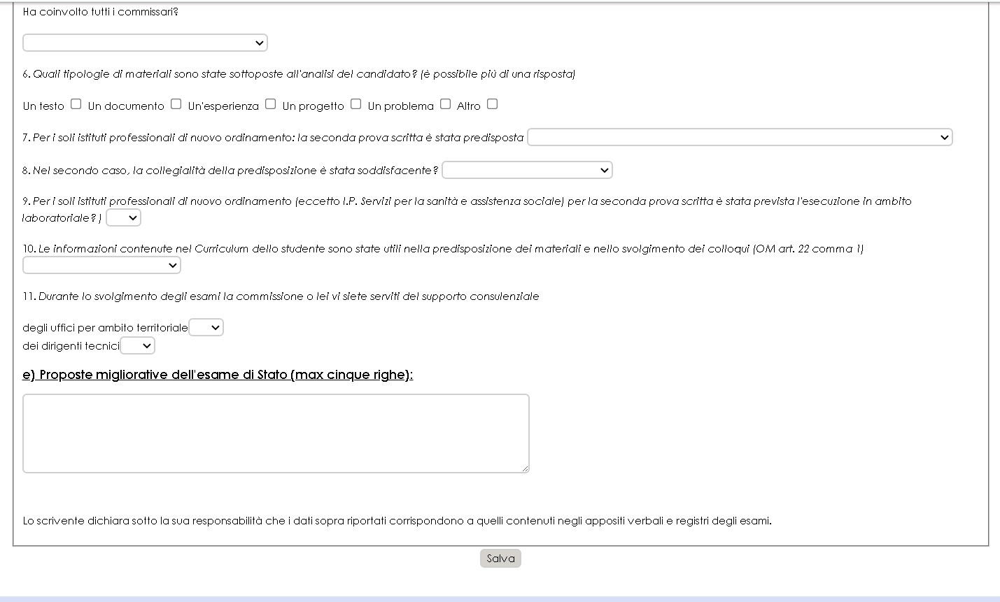 Ha coinvolto tutti i commissari?
6. Quali tipologie di materiali sono state sottoposte all'analisi del candidato? (è possibile più di una risposta)
Un testo Un documento Un'esperienza Un progetto Un problema Altro
7. Per i soli istituti professionali di nuovo ordinamento: la seconda prova scritta è stata predisposta
8. Nel secondo caso, la collegialità della predisposizione è stata soddisfacente?
9. Per i soli istituti professionali di nuovo ordinamento (eccetto I.P. Servizi per la sanità e assistenza sociale) per la seconda prova scritta è stata prevista l'esecuzione in ambito
laboratoriale? )
10. Le informazioni contenute nel Curriculum dello studente sono state utili nella predisposizione dei materiali e nello svolgimento dei colloqui (OM art. 22 comma 1)
11. Durante lo svolgimento degli esami la commissione o lei vi siete serviti del supporto consulenziale
degli uffici per ambito territoriale
dei dirigenti tecnici
e) Proposte migliorative dell'esame di Stato (max cinque righe):
Lo scrivente dichiara sotto la sua responsabilità che i dati sopra riportati corrispondono a quelli contenuti negli appositi verbali e registri degli esami.
Salva